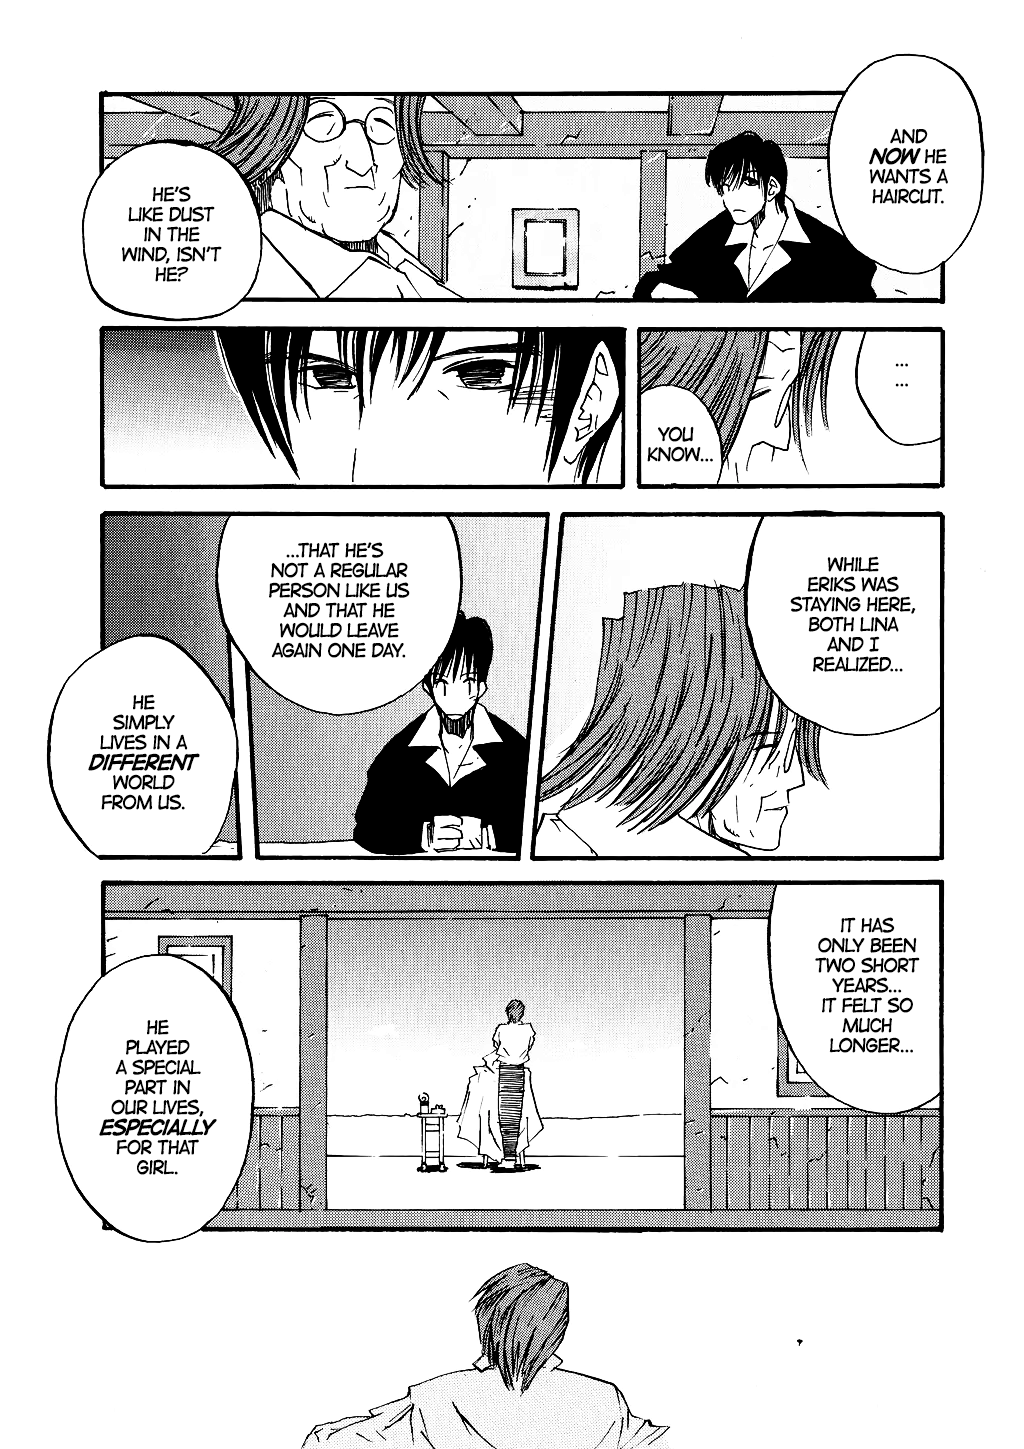 AND
NOW HE
WANTS A
HAIRCUT.
HE'S
LIKE DUST
IN THE
WIND, ISN'T
HE?
...
...
YOU
KNOW...
WHILE
ERIKS WAS
STAYING HERE,
BOTH LINA
AND I
REALIZED...
...THAT HE'S
NOT A REGULAR
PERSON LIKE US
AND THAT HE
WOULD LEAVE
AGAIN ONE DAY.
HE
SIMPLY
LIVES IN A
DIFFERENT
WORLD
FROM US.
IT HAS
ONLY BEEN
TWO SHORT
YEARS...
IT FELT SO
MUCH
LONGER...
HE
PLAYED
A SPECIAL
PART IN
OUR LIVES,
ESPECIALLY
FOR THAT
GIRL.